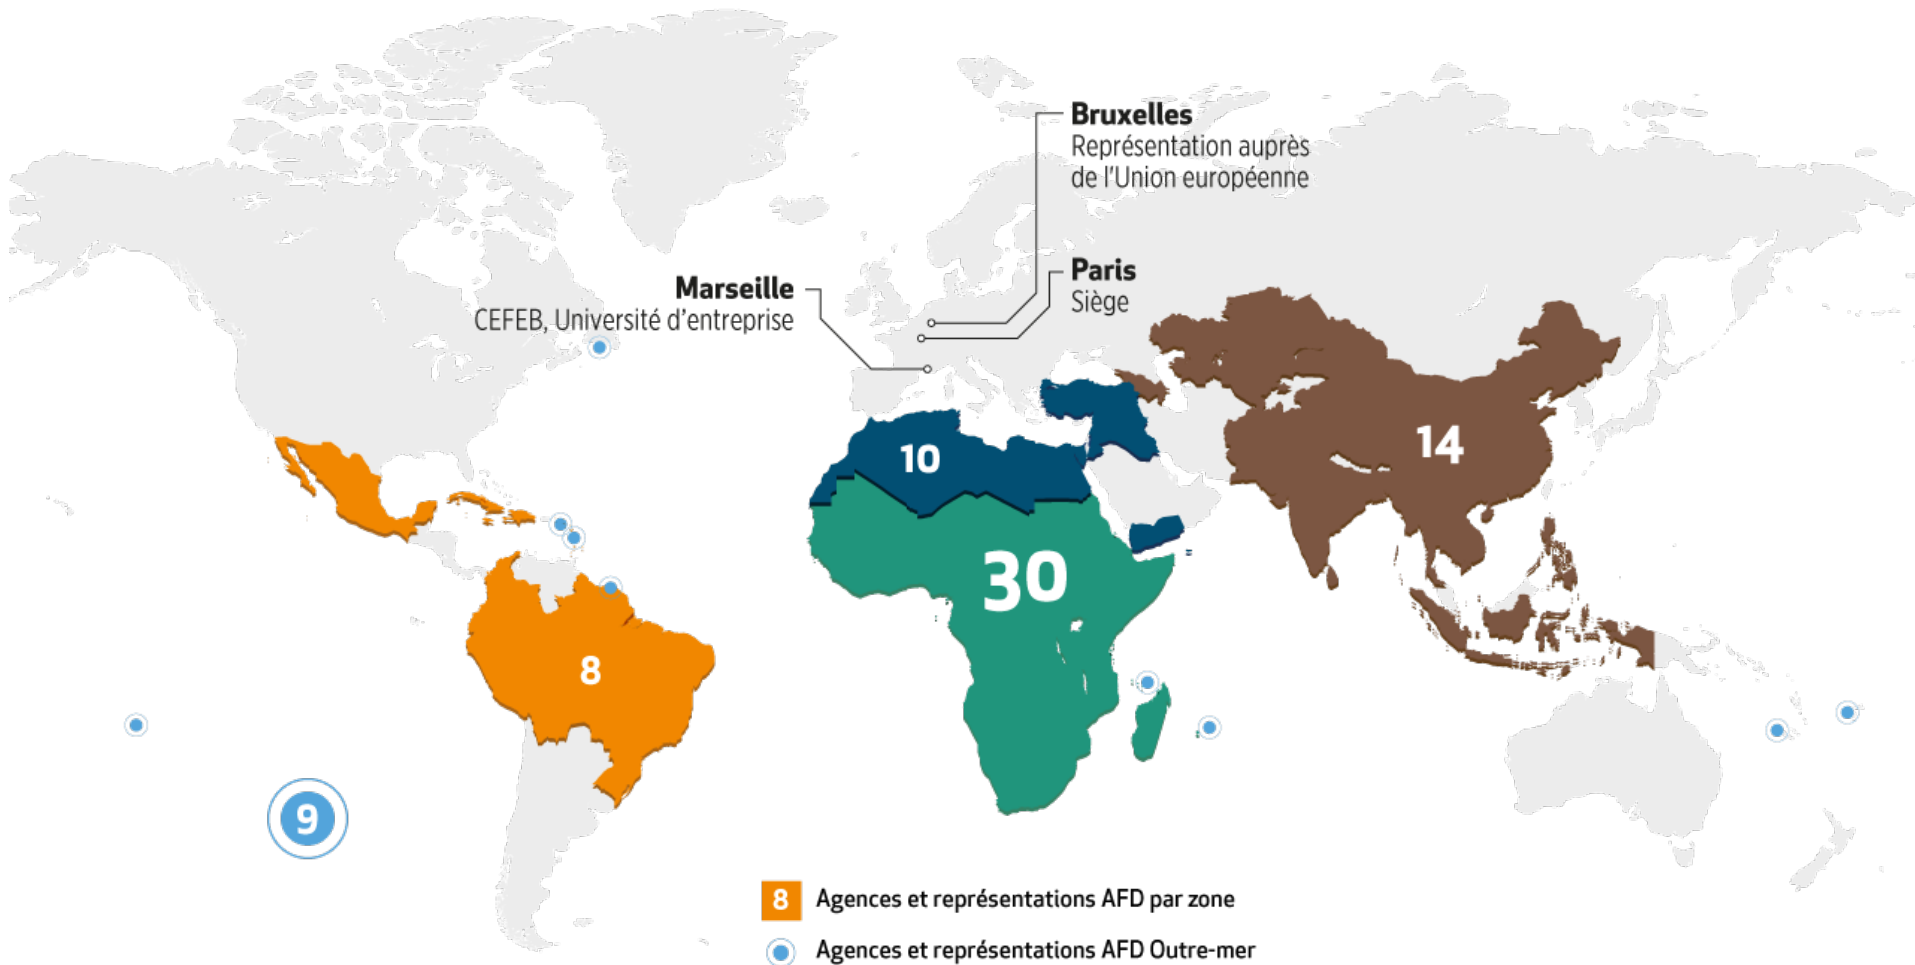 Bruxelles
Représentation auprès
de l'Union européenne
Paris
Siège
Marseille
CEFEB, Université d'entreprise
10
14
30
8
9
8 Agences et représentations AFD par zone
Agences et représentations AFD Outre-mer